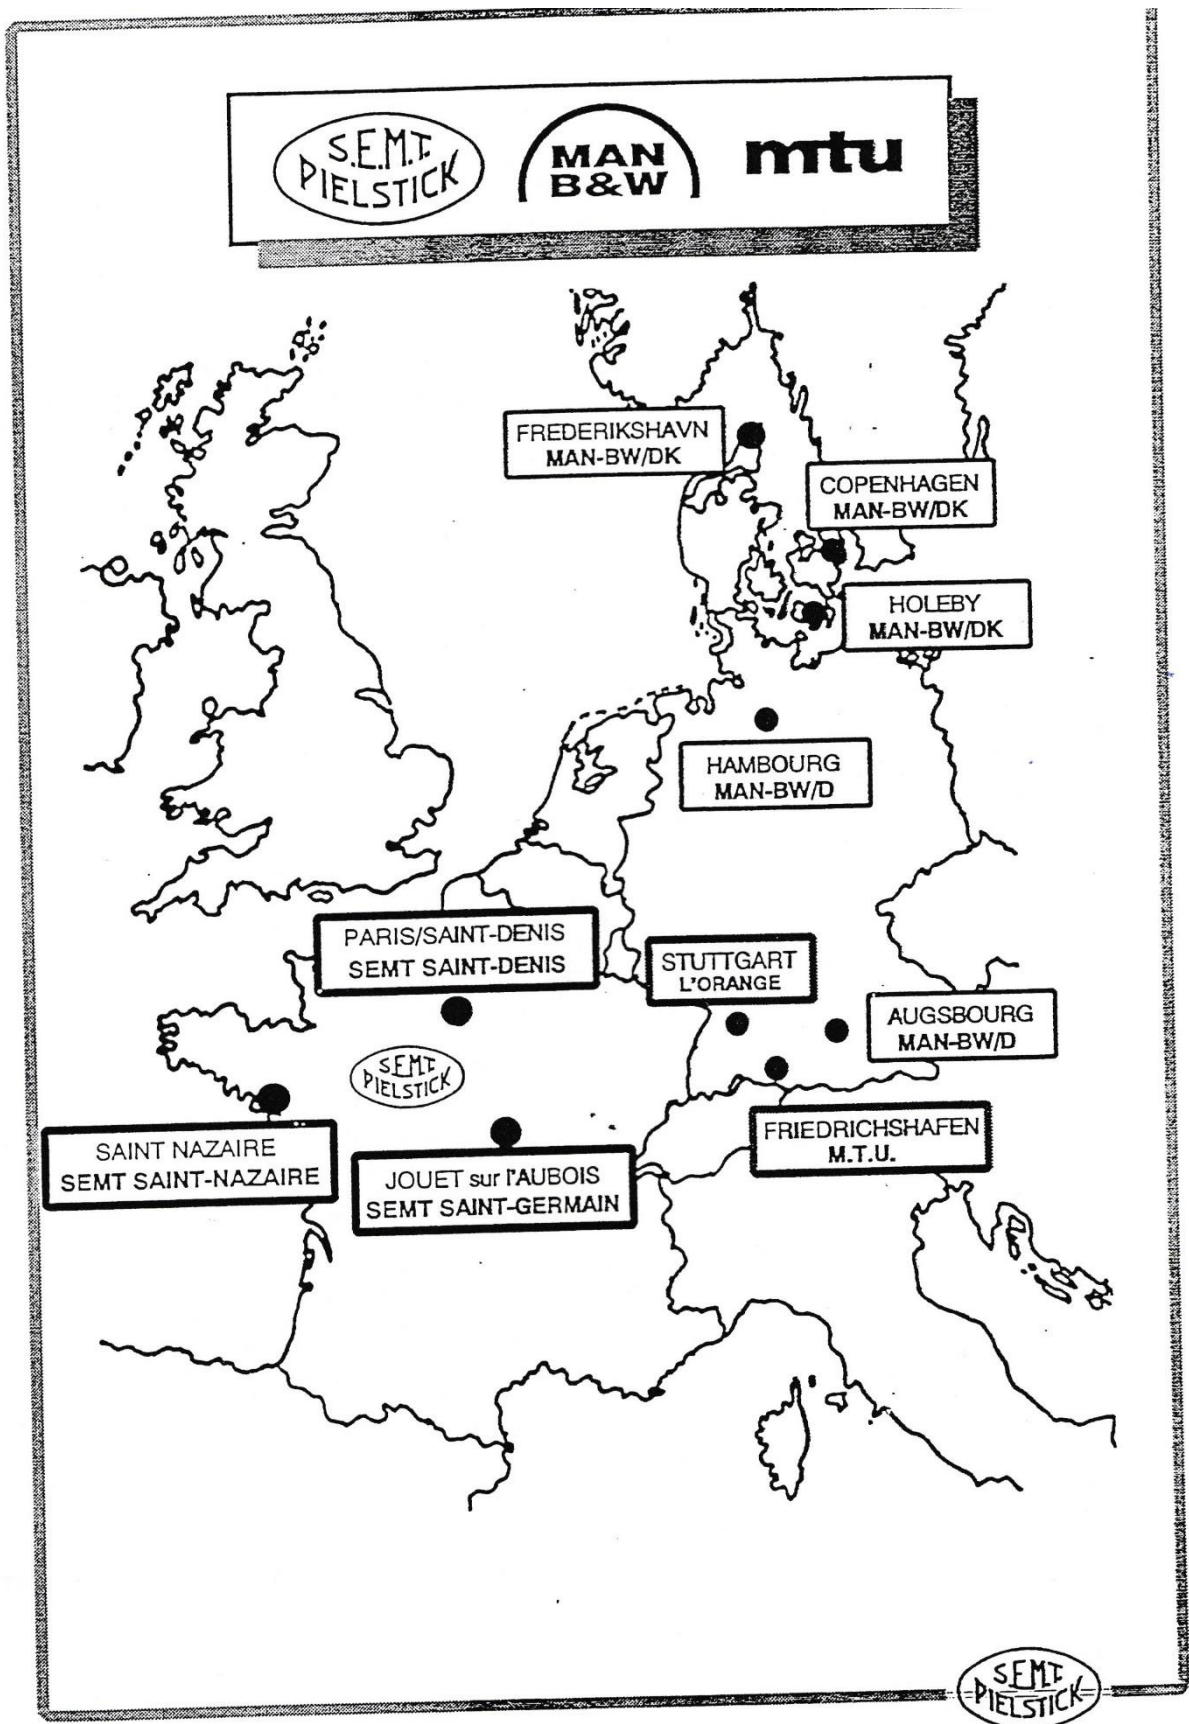 S.E.M.T.
PIELSTICK
MAN
B&W
mtu
FREDERIKSHAVN
MAN-BW/DK
COPENHAGEN
MAN-BW/DK
HOLEBY
MAN-BW/DK
HAMBOURG
MAN-BW/D
PARIS/SAINT-DENIS
SEMT SAINT-DENIS
STUTTGART
L'ORANGE
AUGSBOURG
MAN-BW/D
S.E.M.T.
PIELSTICK
SAINT NAZAIRE
SEMT SAINT-NAZAIRE
JOUET sur l'AUBOIS
SEMT SAINT-GERMAIN
FRIEDRICHSHAFEN
M.T.U.
S.E.M.T.
PIELSTICK